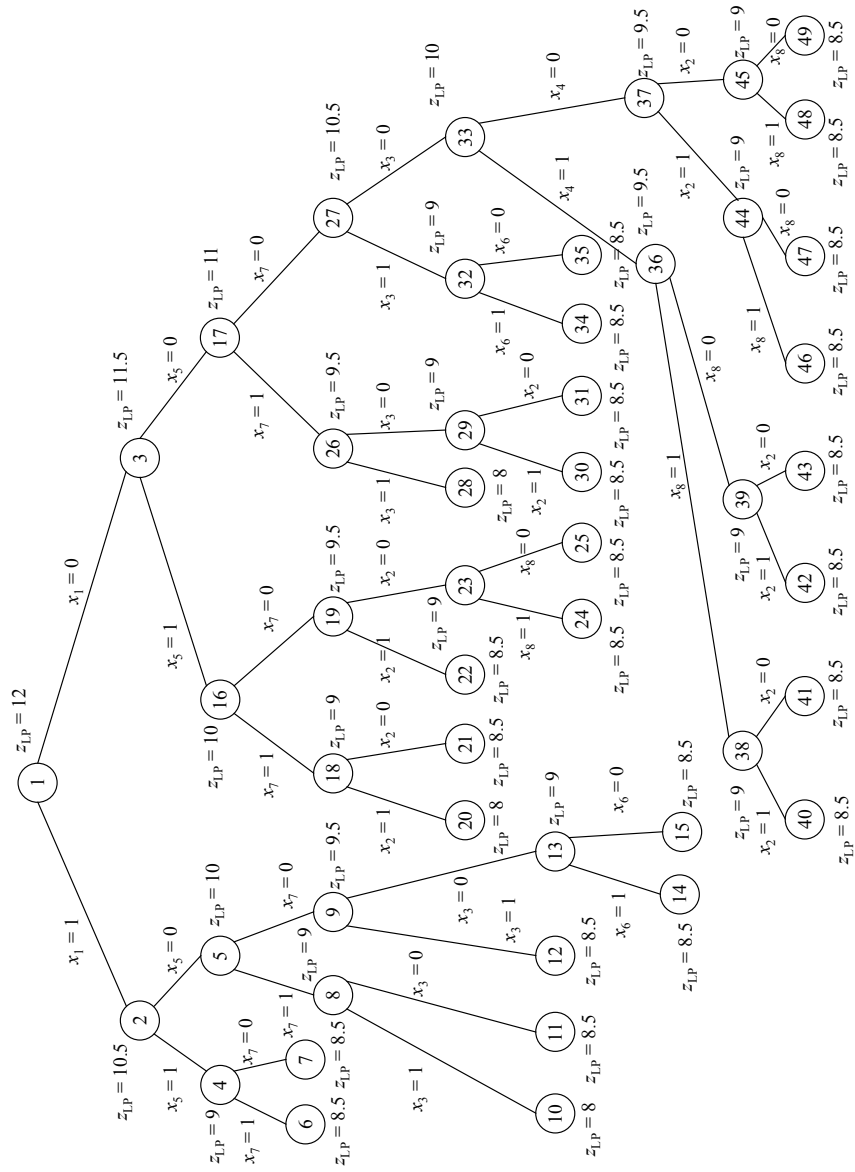 z_LP = 12
1
x_1 = 1
x_1 = 0
z_LP = 10.5
z_LP = 11.5
2
3
x_5 = 1
x_5 = 0
x_5 = 1
x_5 = 0
z_LP = 9
z_LP = 10
z_LP = 10
z_LP = 11
4
5
16
17
x_7 = 1
x_7 = 0
x_7 = 1
x_7 = 0
x_7 = 1
x_7 = 0
x_7 = 1
x_7 = 0
6
7
z_LP = 8.5
z_LP = 8.5
z_LP = 9
z_LP = 9.5
z_LP = 9
z_LP = 9.5
z_LP = 9.5
z_LP = 10.5
8
9
18
19
26
27
x_2 = 1
x_2 = 0
x_2 = 1
x_2 = 0
x_3 = 1
x_3 = 0
x_3 = 1
x_3 = 0
z_LP = 9
z_LP = 9
z_LP = 9
z_LP = 10
20
21
22
23
28
29
32
33
z_LP = 8
z_LP = 8.5
z_LP = 8.5
z_LP = 8
x_3 = 1
x_3 = 0
x_3 = 1
x_3 = 0
x_8 = 1
x_8 = 0
x_2 = 1
x_2 = 0
x_6 = 1
x_6 = 0
x_4 = 1
x_4 = 0
z_LP = 9
10
11
12
13
24
25
30
31
34
35
z_LP = 8
z_LP = 8.5
z_LP = 8.5
z_LP = 8.5
z_LP = 8.5
z_LP = 8.5
z_LP = 8.5
z_LP = 8.5
z_LP = 8.5
z_LP = 9.5
z_LP = 9.5
36
37
x_6 = 1
x_6 = 0
14
15
z_LP = 8.5
z_LP = 8.5
x_8 = 1
x_8 = 0
x_2 = 1
x_2 = 0
z_LP = 9
z_LP = 9
z_LP = 9
z_LP = 9
38
39
44
45
x_2 = 1
x_2 = 0
x_2 = 1
x_2 = 0
x_8 = 1
x_8 = 0
x_8 = 1
x_8 = 0
40
41
42
43
46
47
48
49
z_LP = 8.5
z_LP = 8.5
z_LP = 8.5
z_LP = 8.5
z_LP = 8.5
z_LP = 8.5
z_LP = 8.5
z_LP = 8.5